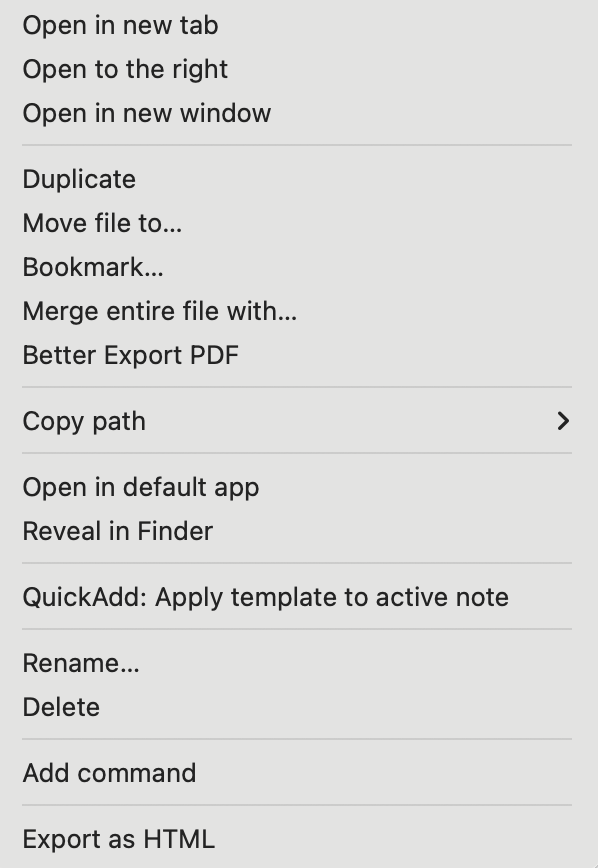 Open in new tab
Open to the right
Open in new window
Duplicate
Move file to...
Bookmark...
Merge entire file with...
Better Export PDF
Copy path
Open in default app
Reveal in Finder
QuickAdd: Apply template to active note
Rename...
Delete
Add command
Export as HTML